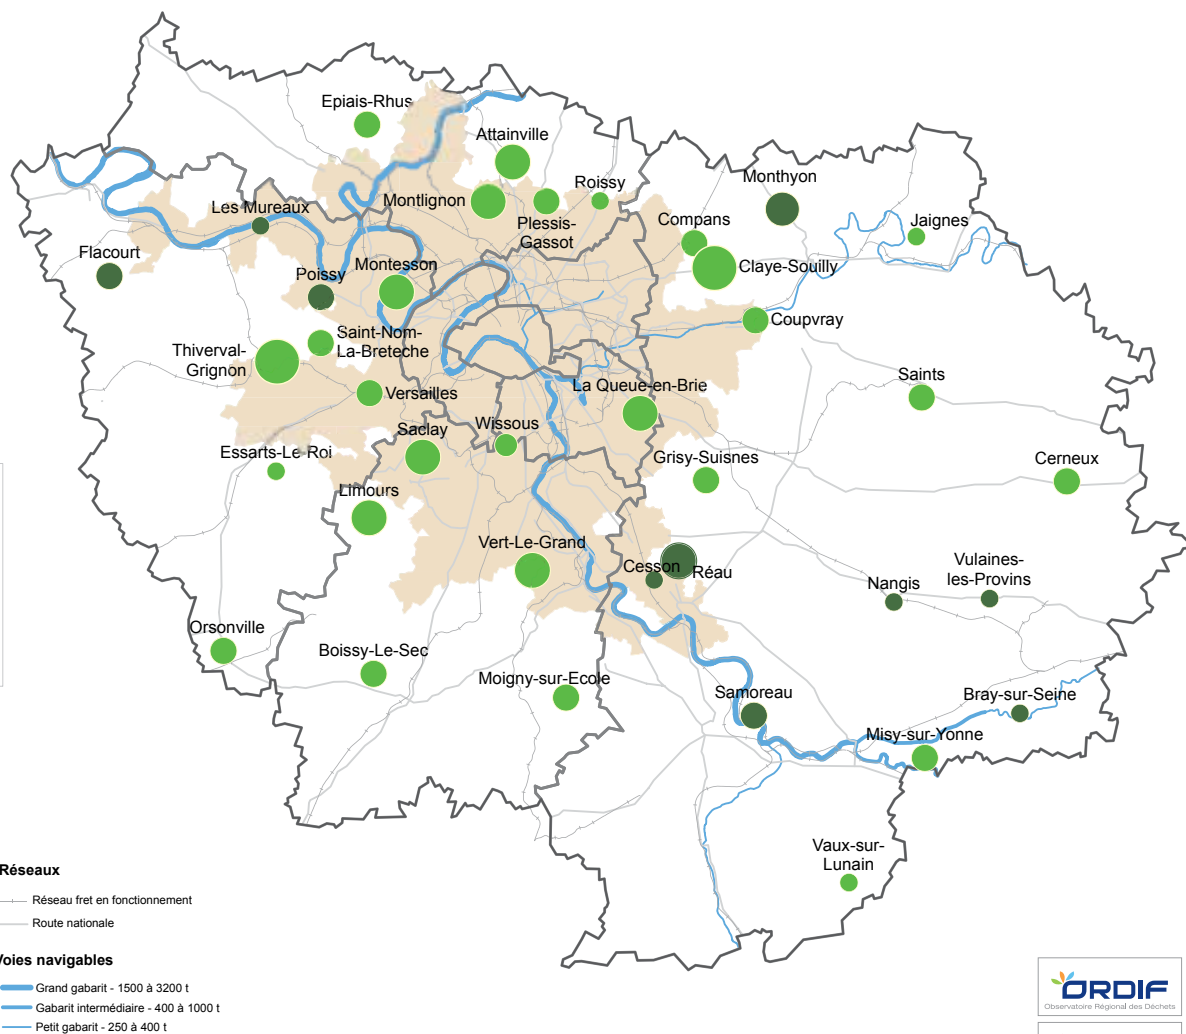 Epiais-Rhus
Attainville
Montlignon
Plessis-
Gassot
Roissy
Monthyon
Compans
Jaignes
Claye-Souilly
Les Mureaux
Flacourt
Poissy
Montesson
Coupvray
Saint-Nom-
La-Breteche
Thiverval-
Grignon
Versailles
La Queue-en-Brie
Saints
Saclay
Wissous
Essarts-Le-Roi
Grisy-Suisnes
Cerneux
Limours
Vert-Le-Grand
Cesson
Réau
Nangis
Vulaines-
les-Provins
Orsonville
Boissy-Le-Sec
Moigny-sur-Ecole
Samoreau
Bray-sur-Seine
Misy-sur-Yonne
Vaux-sur-
Lunain
Réseaux
Réseau fret en fonctionnement
Route nationale
Voies navigables
Grand gabarit - 1500 à 3200 t
Gabarit intermédiaire - 400 à 1000 t
Petit gabarit - 250 à 400 t
ORDIF
Observatoire Régional des Déchets